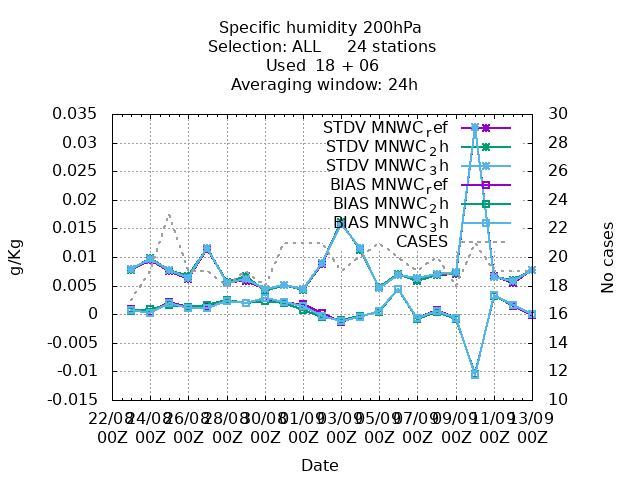 Specific humidity 200hPa
Selection: ALL     24 stations
Used  18 + 06
Averaging window: 24h
0.035
0.03
0.025
0.02
0.015
0.01
0.005
0
-0.005
-0.01
-0.015
30
28
26
24
22
20
18
16
14
12
10
g/Kg
No cases
STDV MNWC_ref
STDV MNWC_2h
STDV MNWC_3h
BIAS MNWC_ref
BIAS MNWC_2h
BIAS MNWC_3h
CASES
22/08 24/08 26/08 28/08 30/08 01/09 03/09 05/09 07/09 09/09 11/09 13/09
00Z 00Z 00Z 00Z 00Z 00Z 00Z 00Z 00Z 00Z 00Z 00Z
Date